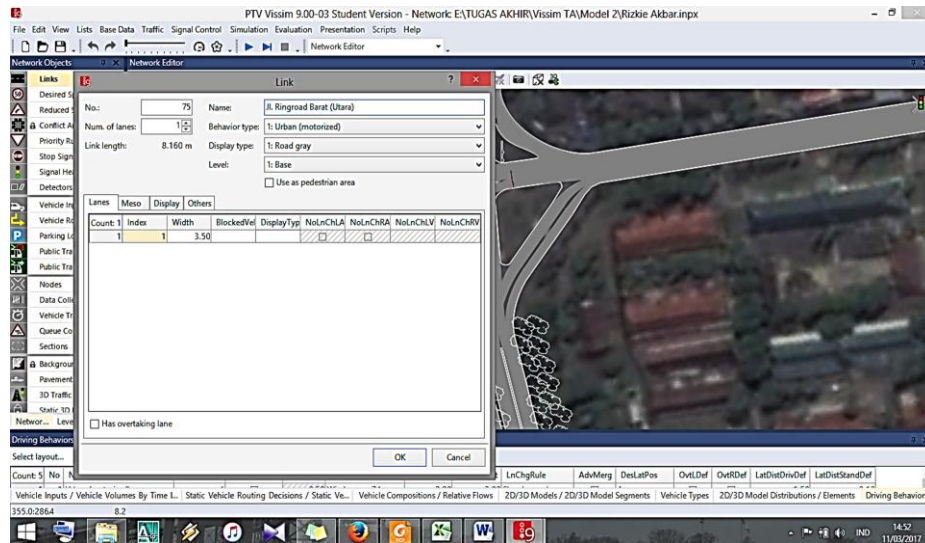 PTV Vissim 9.00-03 Student Version - Network: E:\TUGAS AKHIR\Vissim TA\Model 2\Rizkie Akbar.inpx
File Edit View Lists Base Data Traffic Signal Control Simulation Evaluation Presentation Scripts Help
Network Editor
Network Objects Network Editor
Link
Links
Desired
Reduced
Conflict
Priority
Stop Sign
Signal
Detectors
Vehicle
Vehicle
Parking
Public Tra
Public Tra
Nodes
Data Colle
Vehicle Tr
Queue Co
Sections
Backgrou
Pavement
3D Traffic
Static 3D
Networ... Leve
No.: 75 Name: Jl. Ringroad Barat (Utara)
Num. of lanes: 1 Behavior type: 1: Urban (motorized)
Link length: 8.160 m Display type: 1: Road gray
Level: 1: Base
Use as pedestrian area
Lanes Meso Display Others
Count: 1 Index Width BlockedVel DisplayTyp NoLnChLA NoLnChRA NoLnChLV NoLnChRV
1 1 3.50
Has overtaking lane
OK Cancel
Driving Behaviors
Select layout...
Count: 5 No LnChgRule AdvMerg DesLatPos OvtLDef OvtRDef LatDistDrivDef LatDistStandDef
Vehicle Inputs / Vehicle Volumes By Time I... Static Vehicle Routing Decisions / Static Ve... Vehicle Compositions / Relative Flows 2D/3D Models / 2D/3D Model Segments Vehicle Types 2D/3D Model Distributions / Elements Driving Behavior
355.0:2864 8.2
IND 14:52
11/03/2017